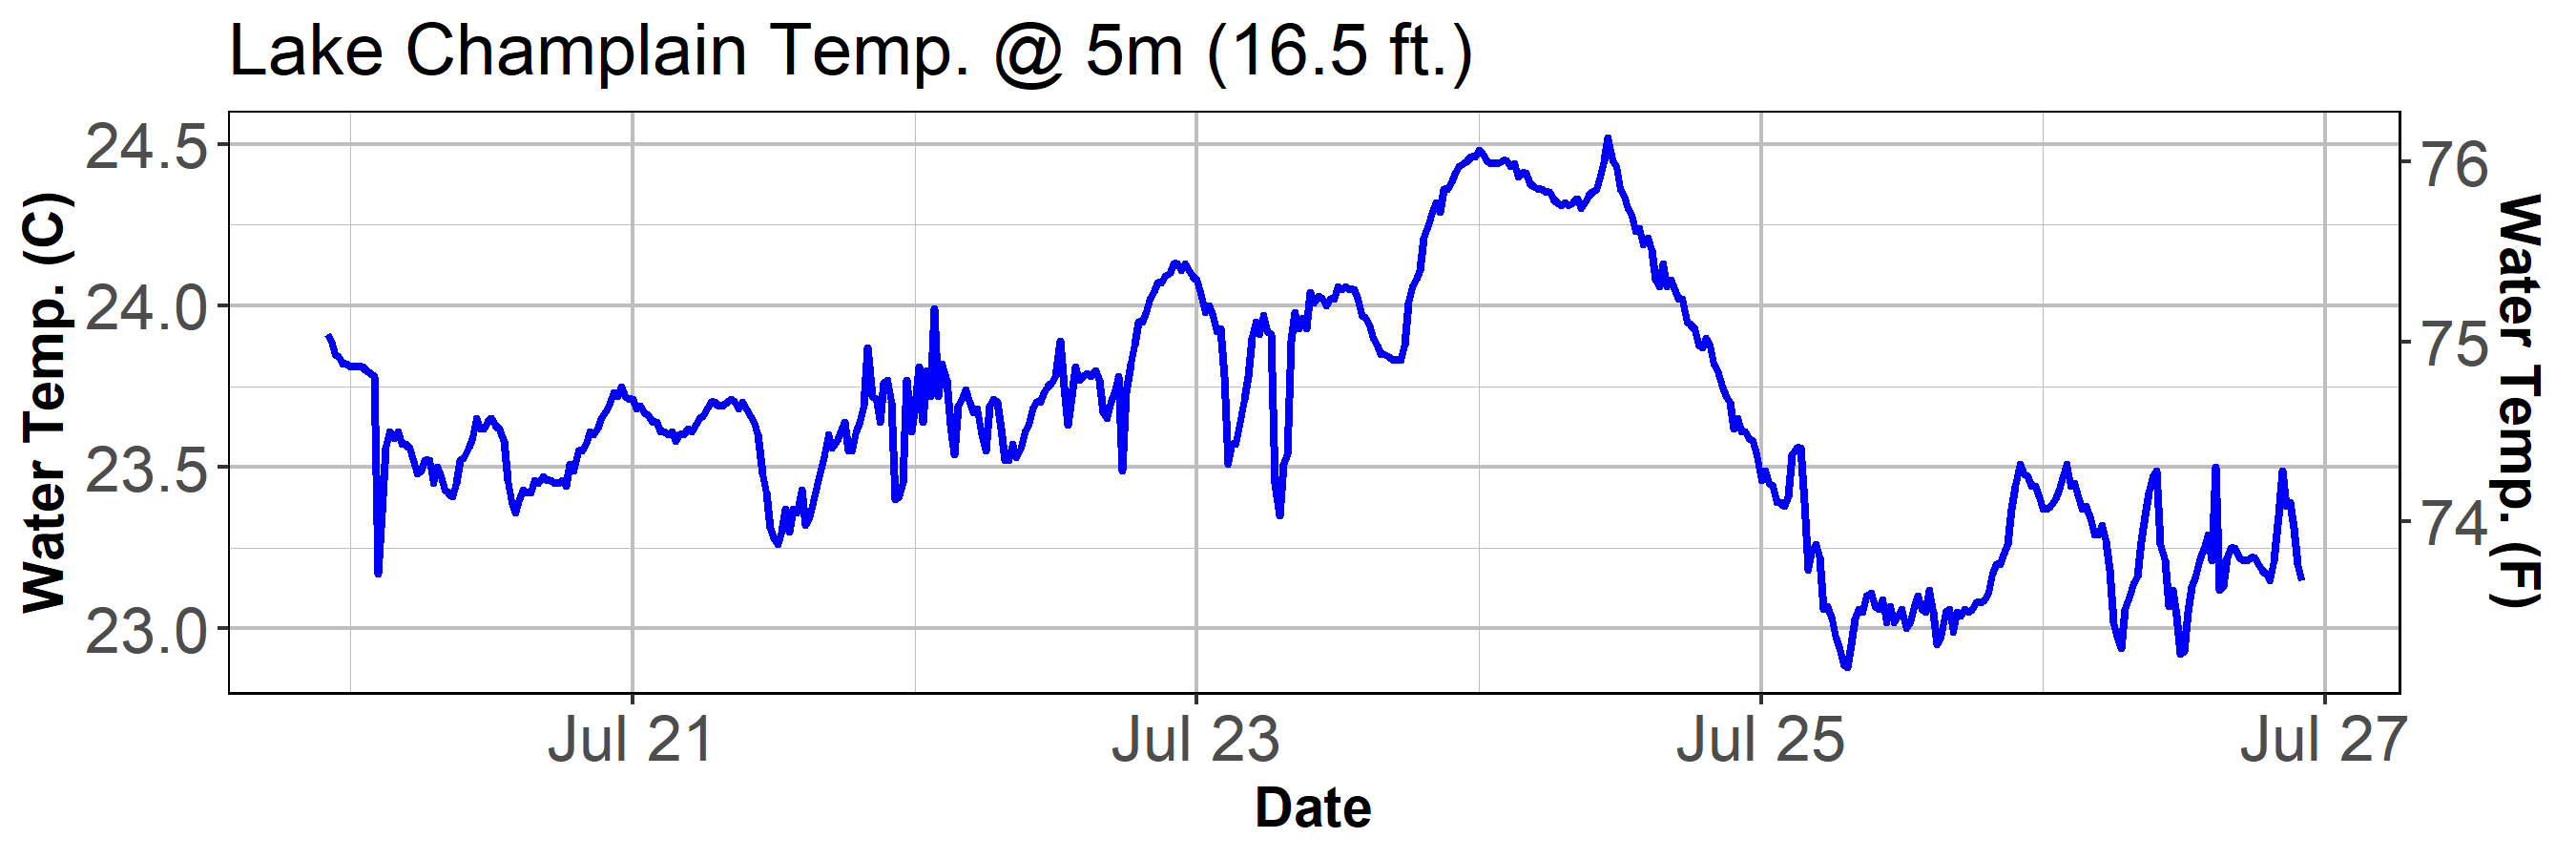 Lake Champlain Temp. @ 5m (16.5 ft.)
24.5
24.0
23.5
23.0
Water Temp. (C)
76
75
74
Water Temp. (F)
Jul 21 Jul 23 Jul 25 Jul 27
Date